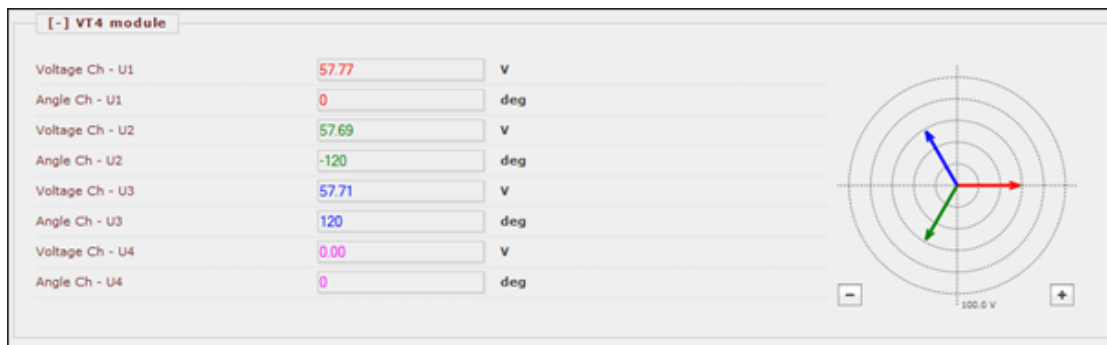 [-] VT4 module
Voltage Ch - U1 57.77 V
Angle Ch - U1 0 deg
Voltage Ch - U2 57.69 V
Angle Ch - U2 -120 deg
Voltage Ch - U3 57.71 V
Angle Ch - U3 120 deg
Voltage Ch - U4 0.00 V
Angle Ch - U4 0 deg
- +
100.0 V